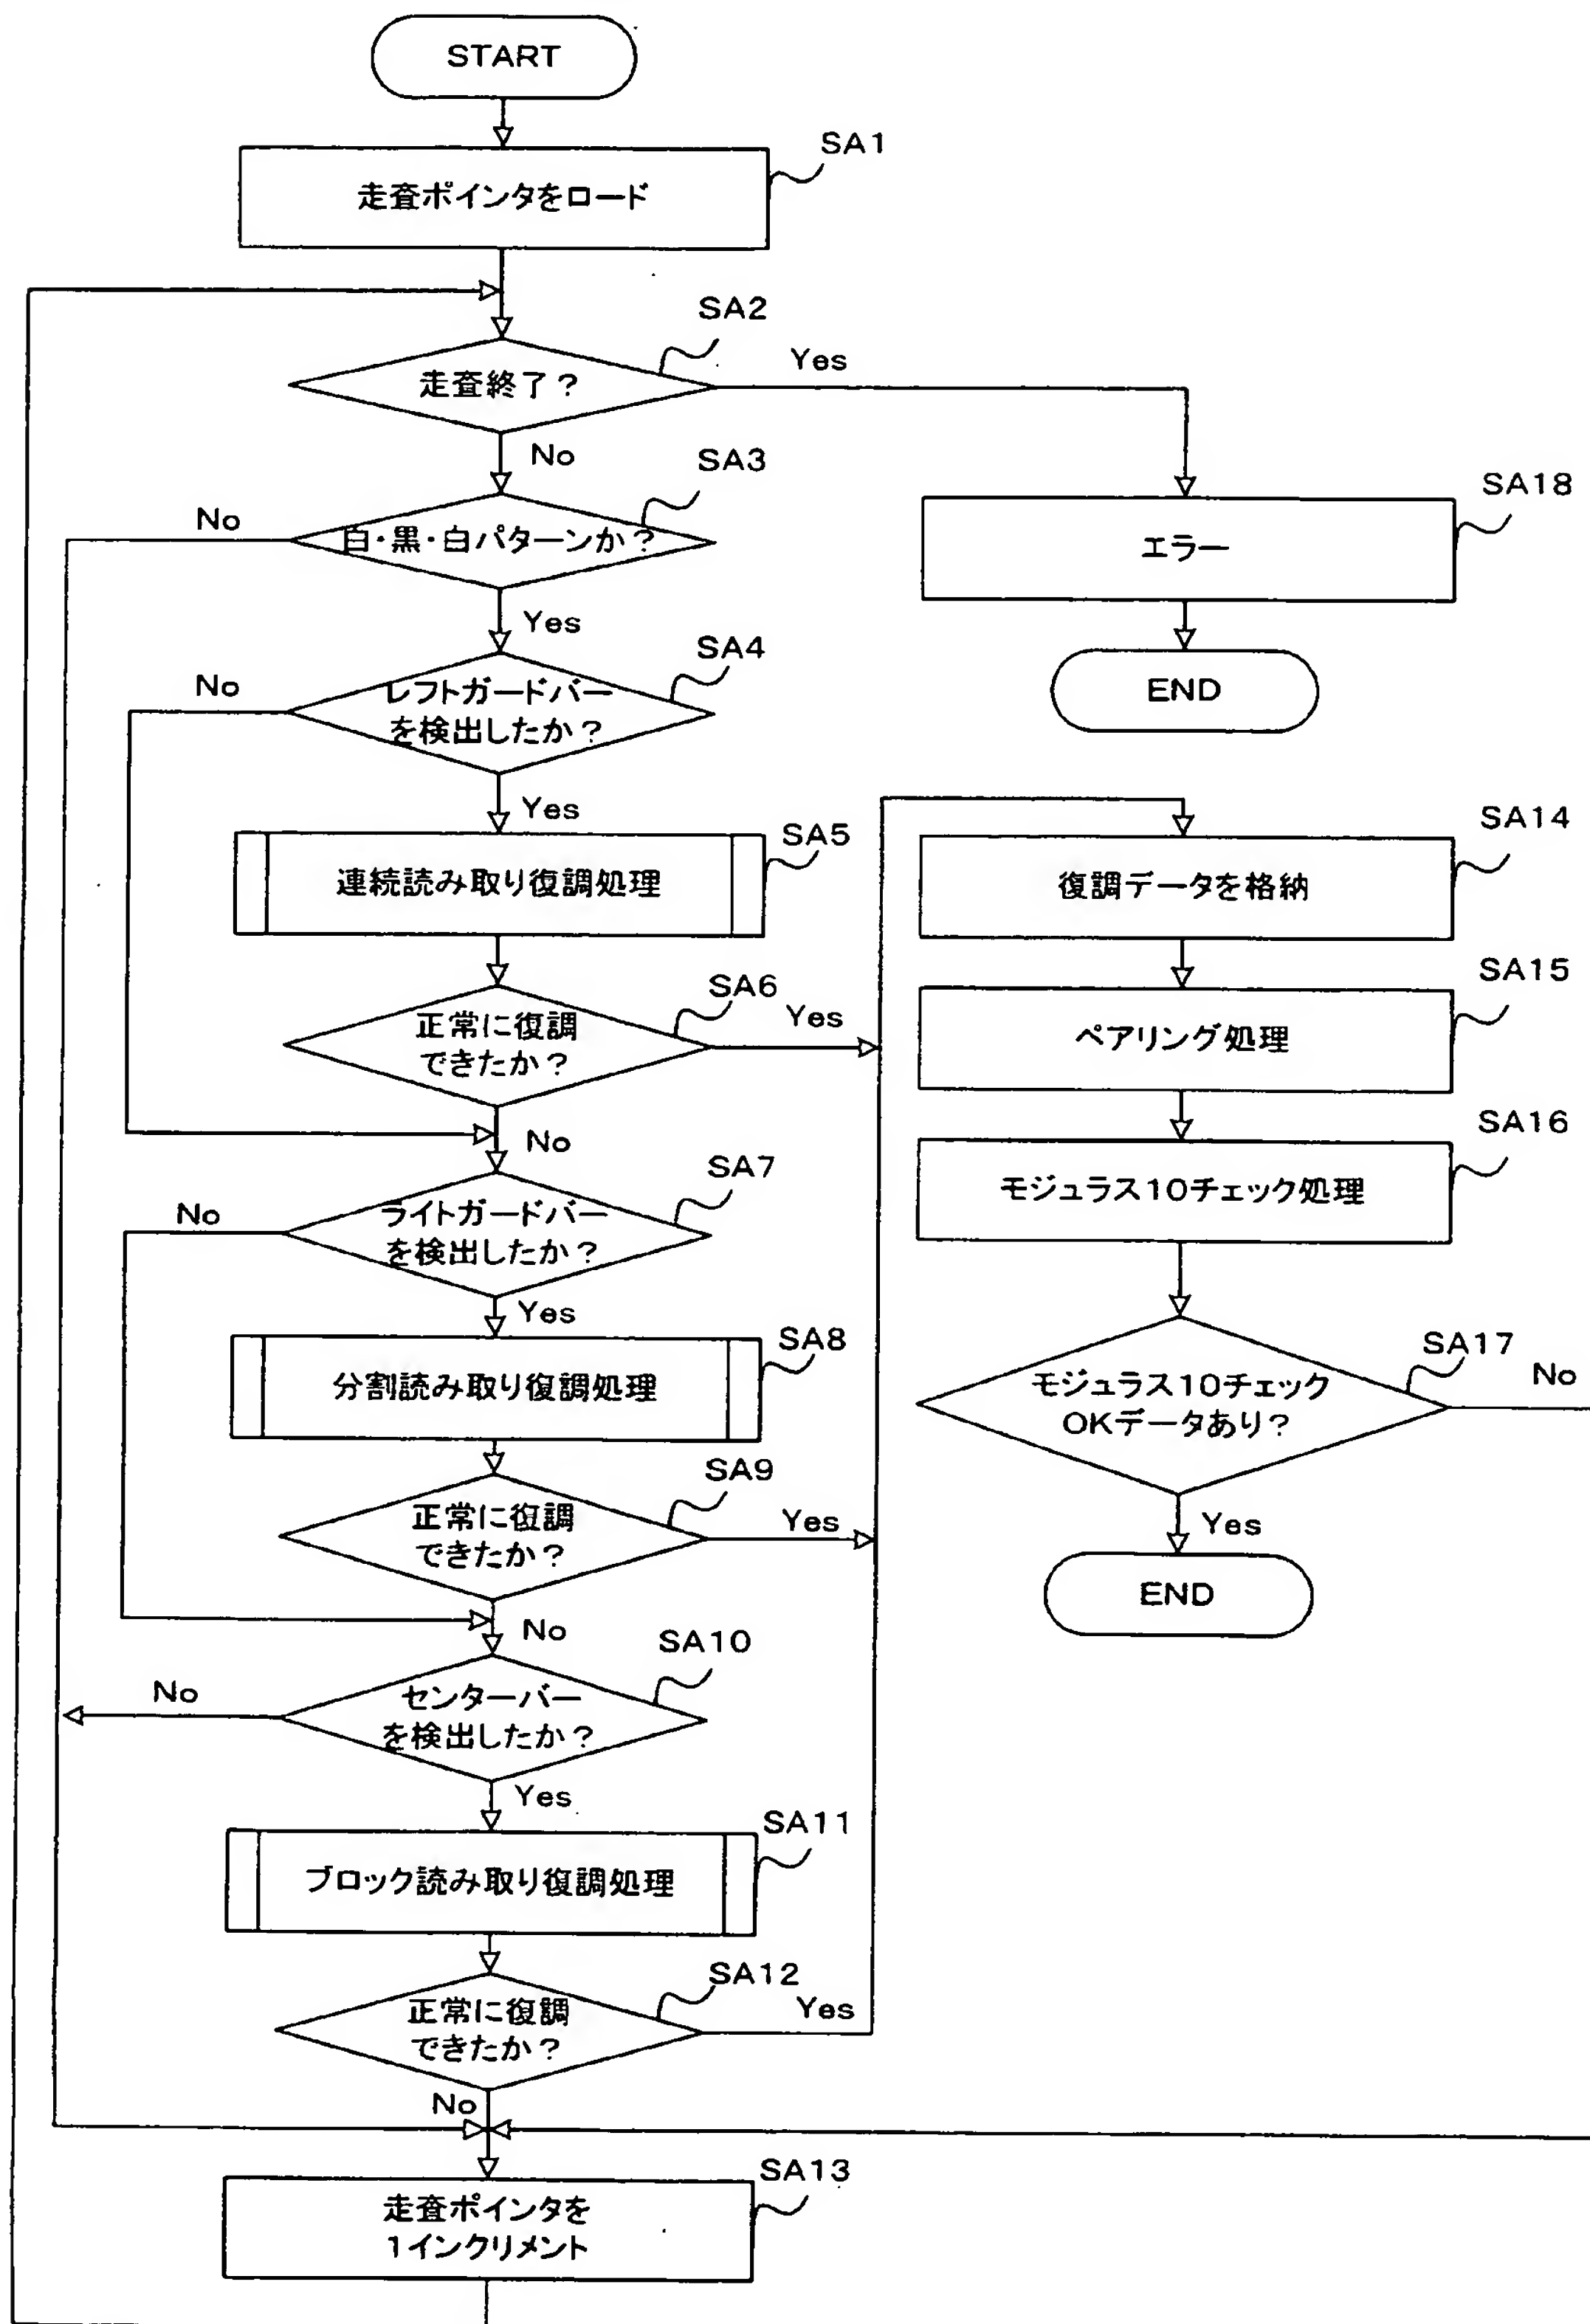 START
SA1
走査ポインタをロード
SA2
走査終了？
Yes
No
SA3
白・黒・白パターンか？
No
Yes
SA18
エラー
END
SA4
レフトガードバー
を検出したか？
No
Yes
SA5
連続読み取り復調処理
SA6
正常に復調
できたか？
Yes
No
SA7
ライトガードバー
を検出したか？
No
Yes
SA8
分割読み取り復調処理
SA9
正常に復調
できたか？
Yes
No
SA10
センターバー
を検出したか？
No
Yes
SA11
ブロック読み取り復調処理
SA12
正常に復調
できたか？
Yes
No
SA13
走査ポインタを
1インクリメント
SA14
復調データを格納
SA15
ペアリング処理
SA16
モジュラス10チェック処理
SA17
モジュラス10チェック
OKデータあり？
No
Yes
END